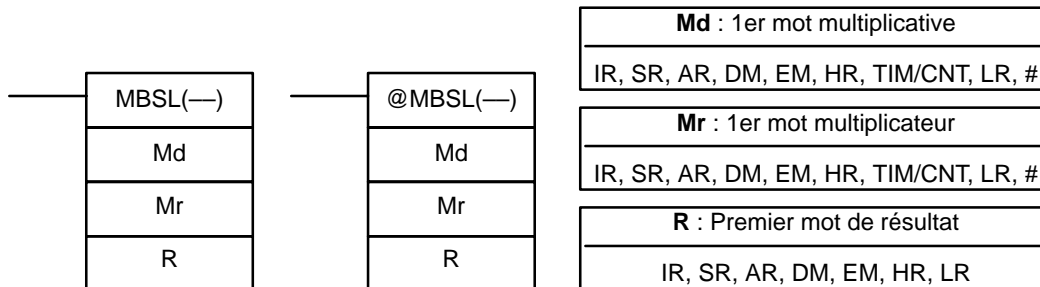 MBSL(––)
Md
Mr
R
@MBSL(––)
Md
Mr
R
Md : 1er mot multiplicative
IR, SR, AR, DM, EM, HR, TIM/CNT, LR, #
Mr : 1er mot multiplicateur
IR, SR, AR, DM, EM, HR, TIM/CNT, LR, #
R : Premier mot de résultat
IR, SR, AR, DM, EM, HR, LR